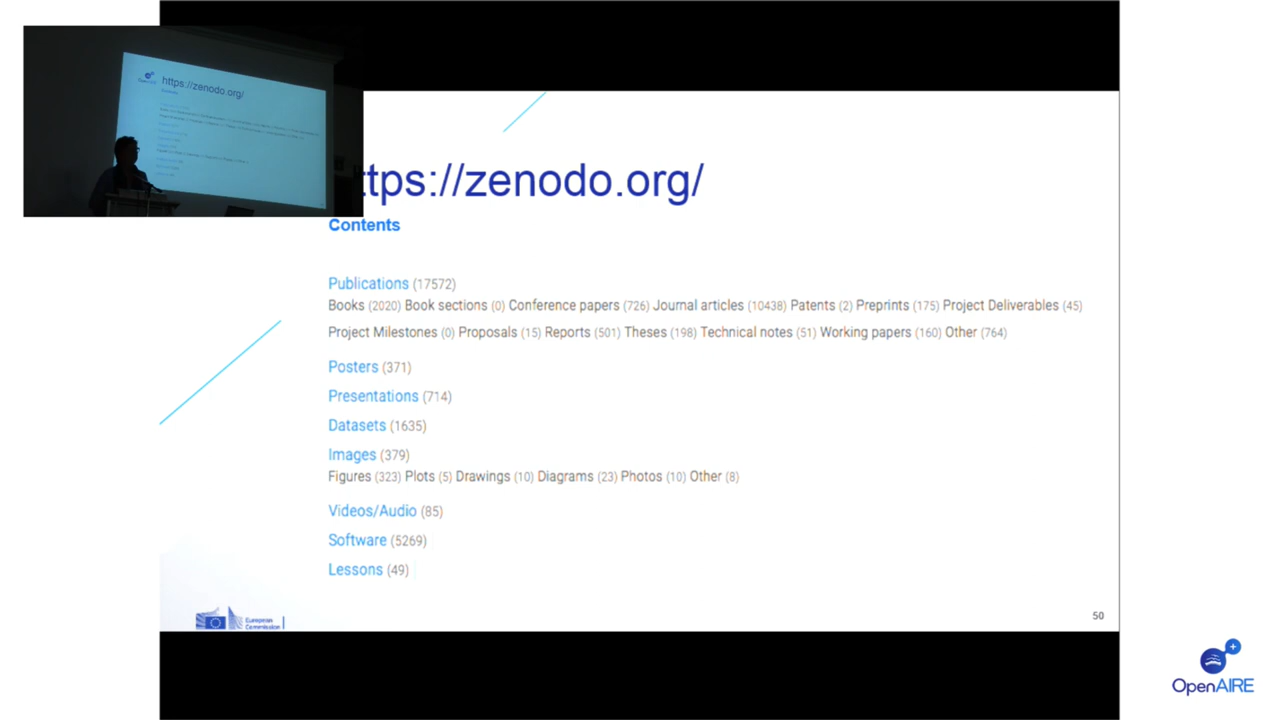 https://zenodo.org/
ttps://zenodo.org/
Contents
Publications (17572)
Books (2020) Book sections (0) Conference papers (726) Journal articles (10438) Patents (2) Preprints (175) Project Deliverables (45)
Project Milestones (0) Proposals (15) Reports (501) Theses (198) Technical notes (51) Working papers (160) Other (764)
Posters (371)
Presentations (714)
Datasets (1635)
Images (379)
Figures (323) Plots (5) Drawings (10) Diagrams (23) Photos (10) Other (8)
Videos/Audio (85)
Software (5269)
Lessons (49)
European
Commission
50
OpenAIRE